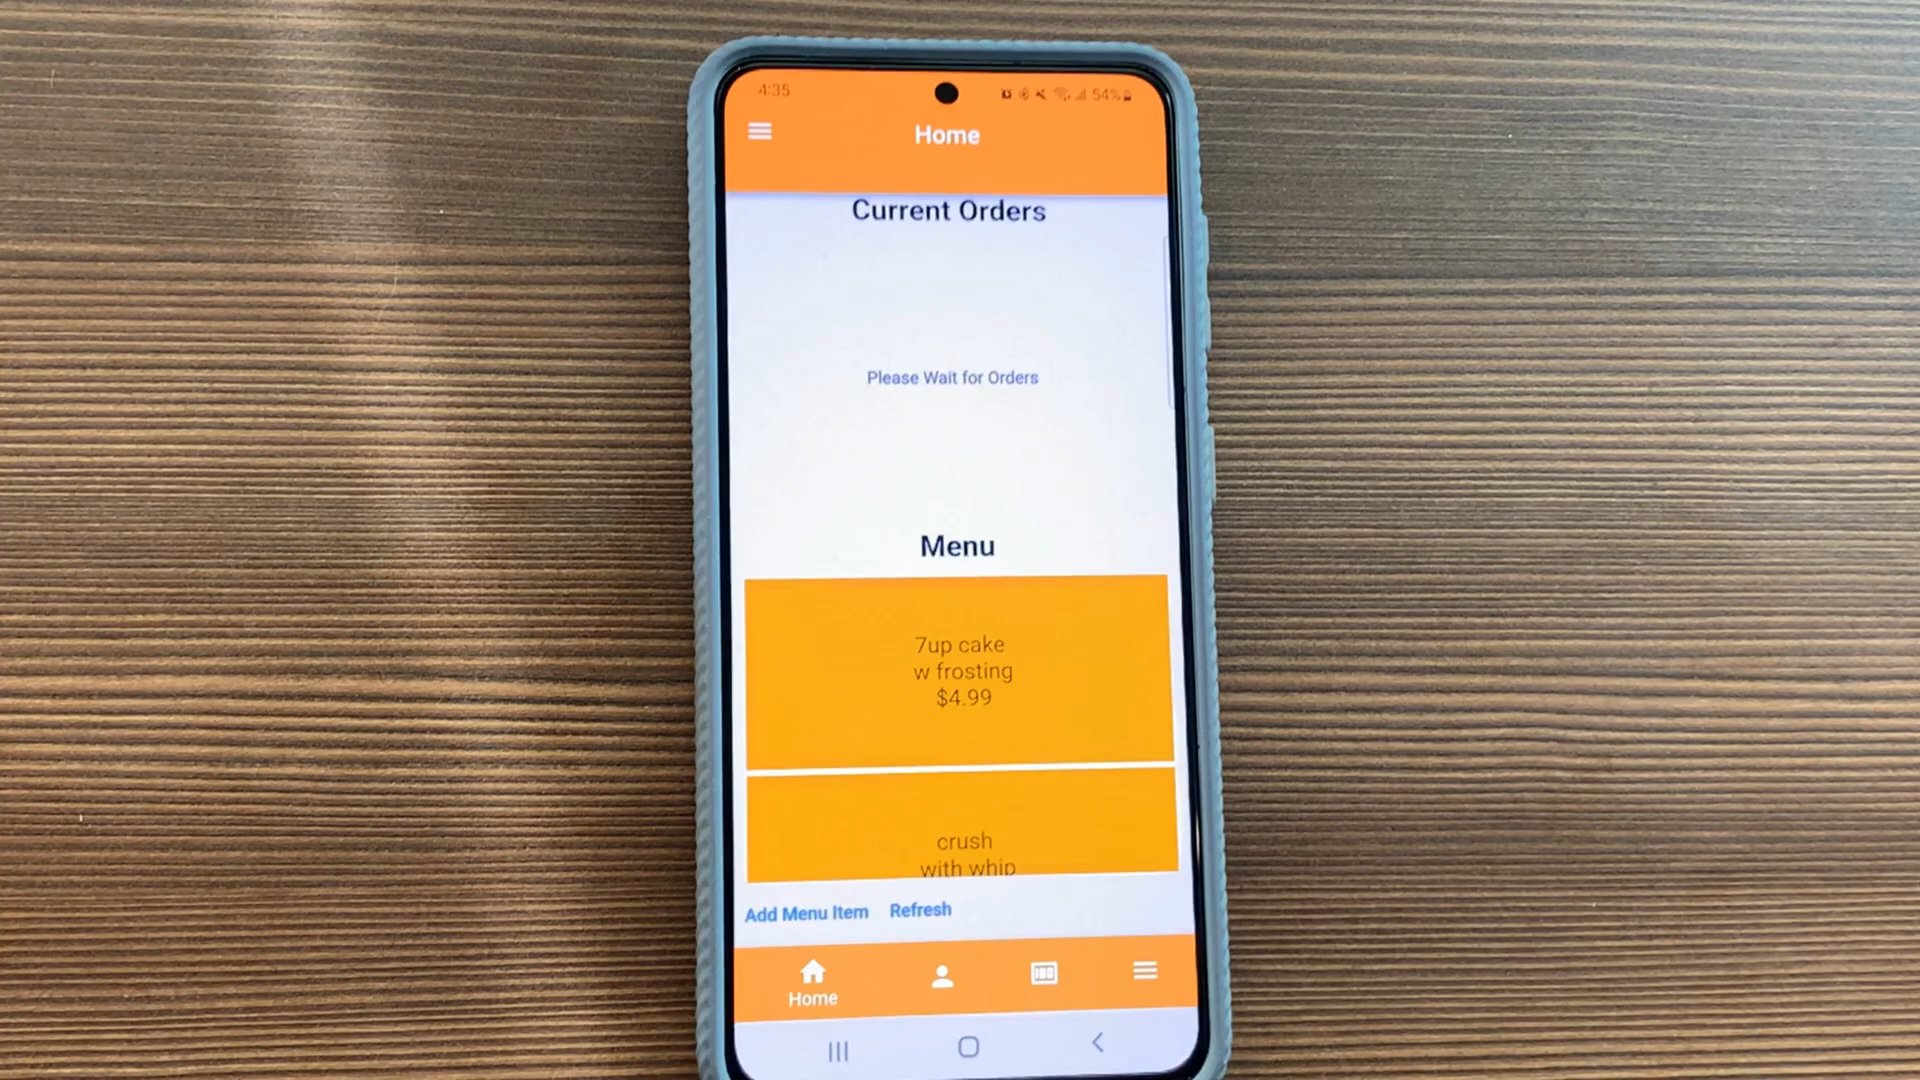 4:35
54%
Home
Current Orders
Please Wait for Orders
Menu
7up cake
w frosting
$4.99
crush
with whip
Add Menu Item Refresh
Home